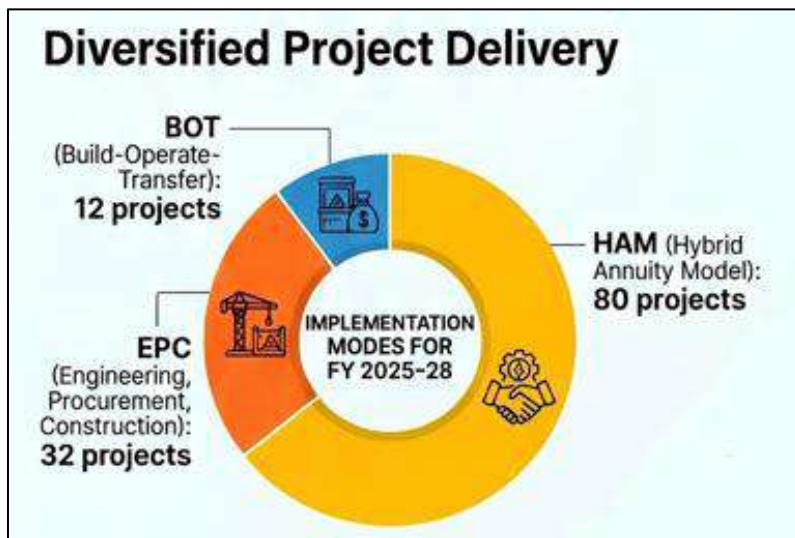 Diversified Project Delivery
BOT
(Build-Operate-
Transfer):
12 projects
HAM (Hybrid
Annuity Model):
80 projects
IMPLEMENTATION
MODES FOR
FY 2025-28
EPC
(Engineering,
Procurement,
Construction):
32 projects
$